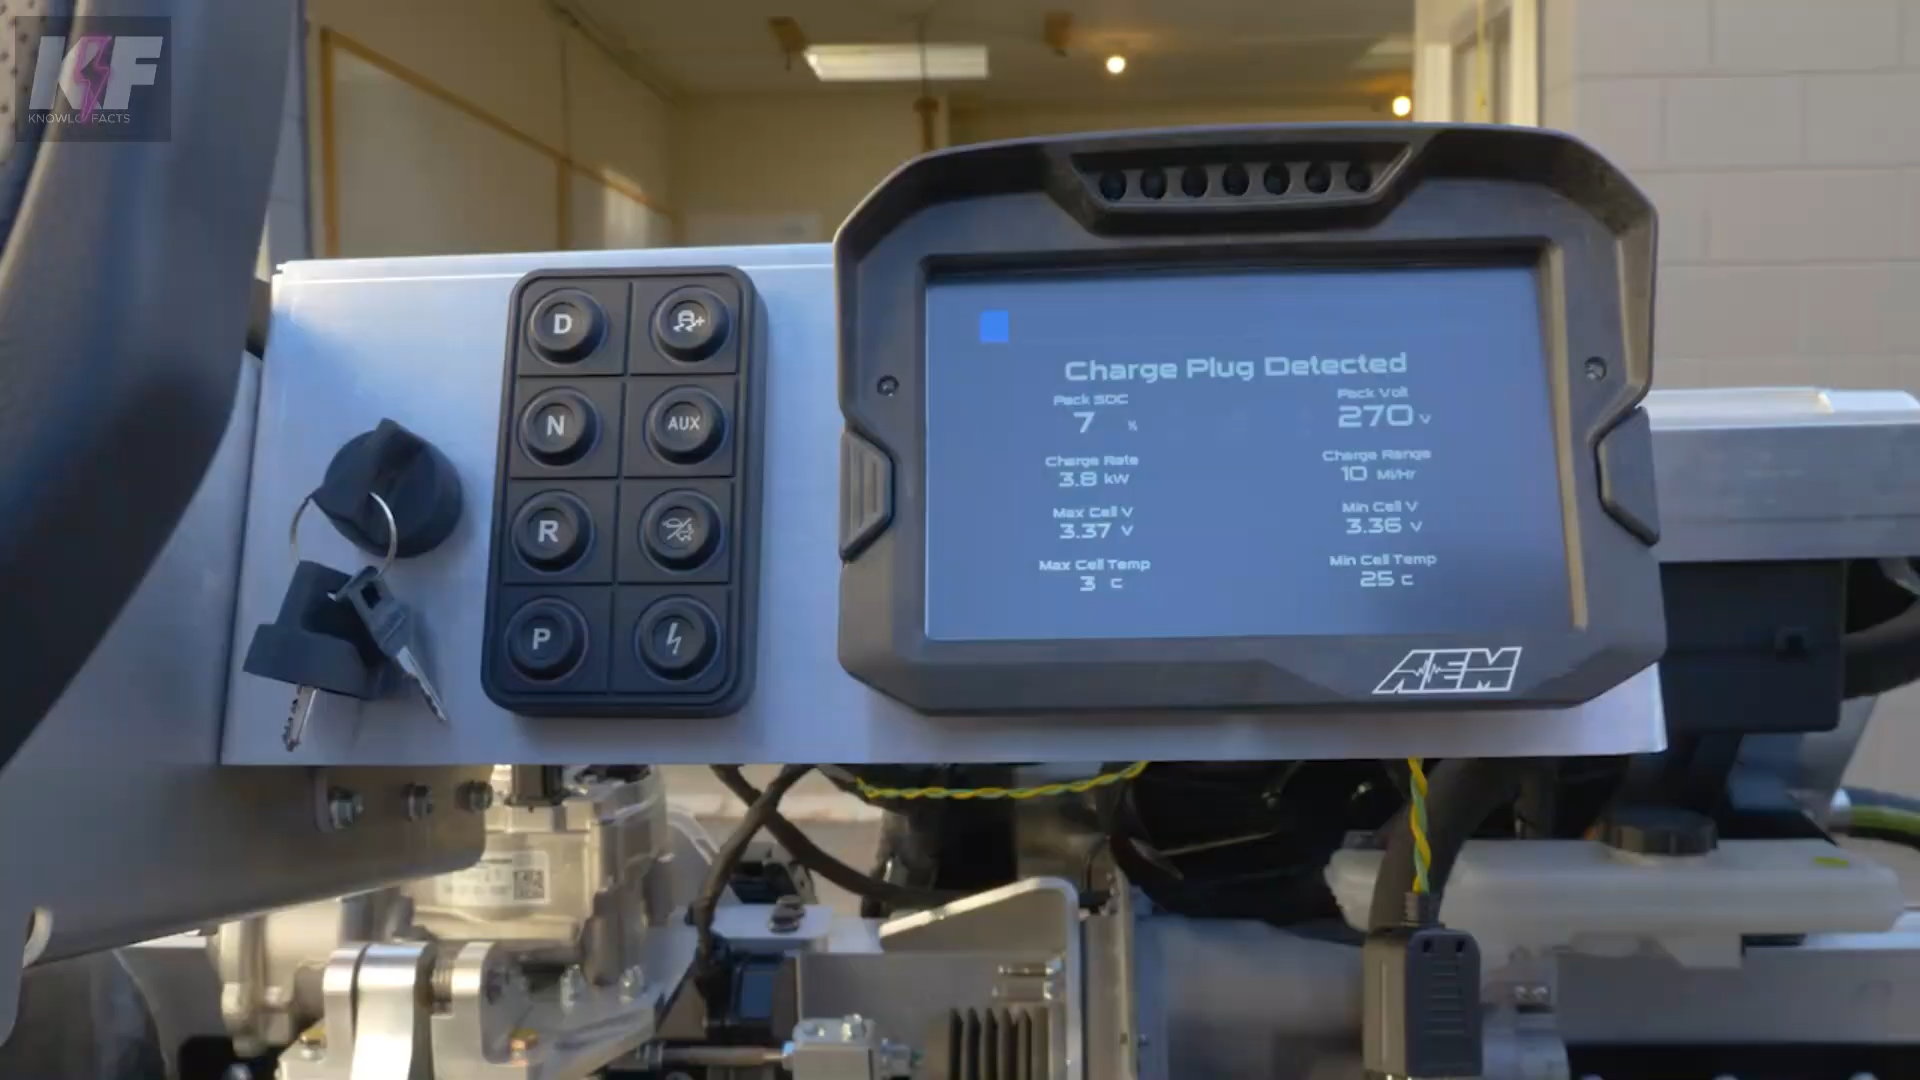 KF
KNOWLO FACTS
D
N
AUX
R
P
Charge Plug Detected
Pack SOC
7 %
Pack Volt
270 V
Charge Rate
3.8 kW
Charge Range
10 Mi/Hr
Max Cell V
3.37 V
Min Cell V
3.36 V
Max Cell Temp
3 C
Min Cell Temp
25 C
AEM